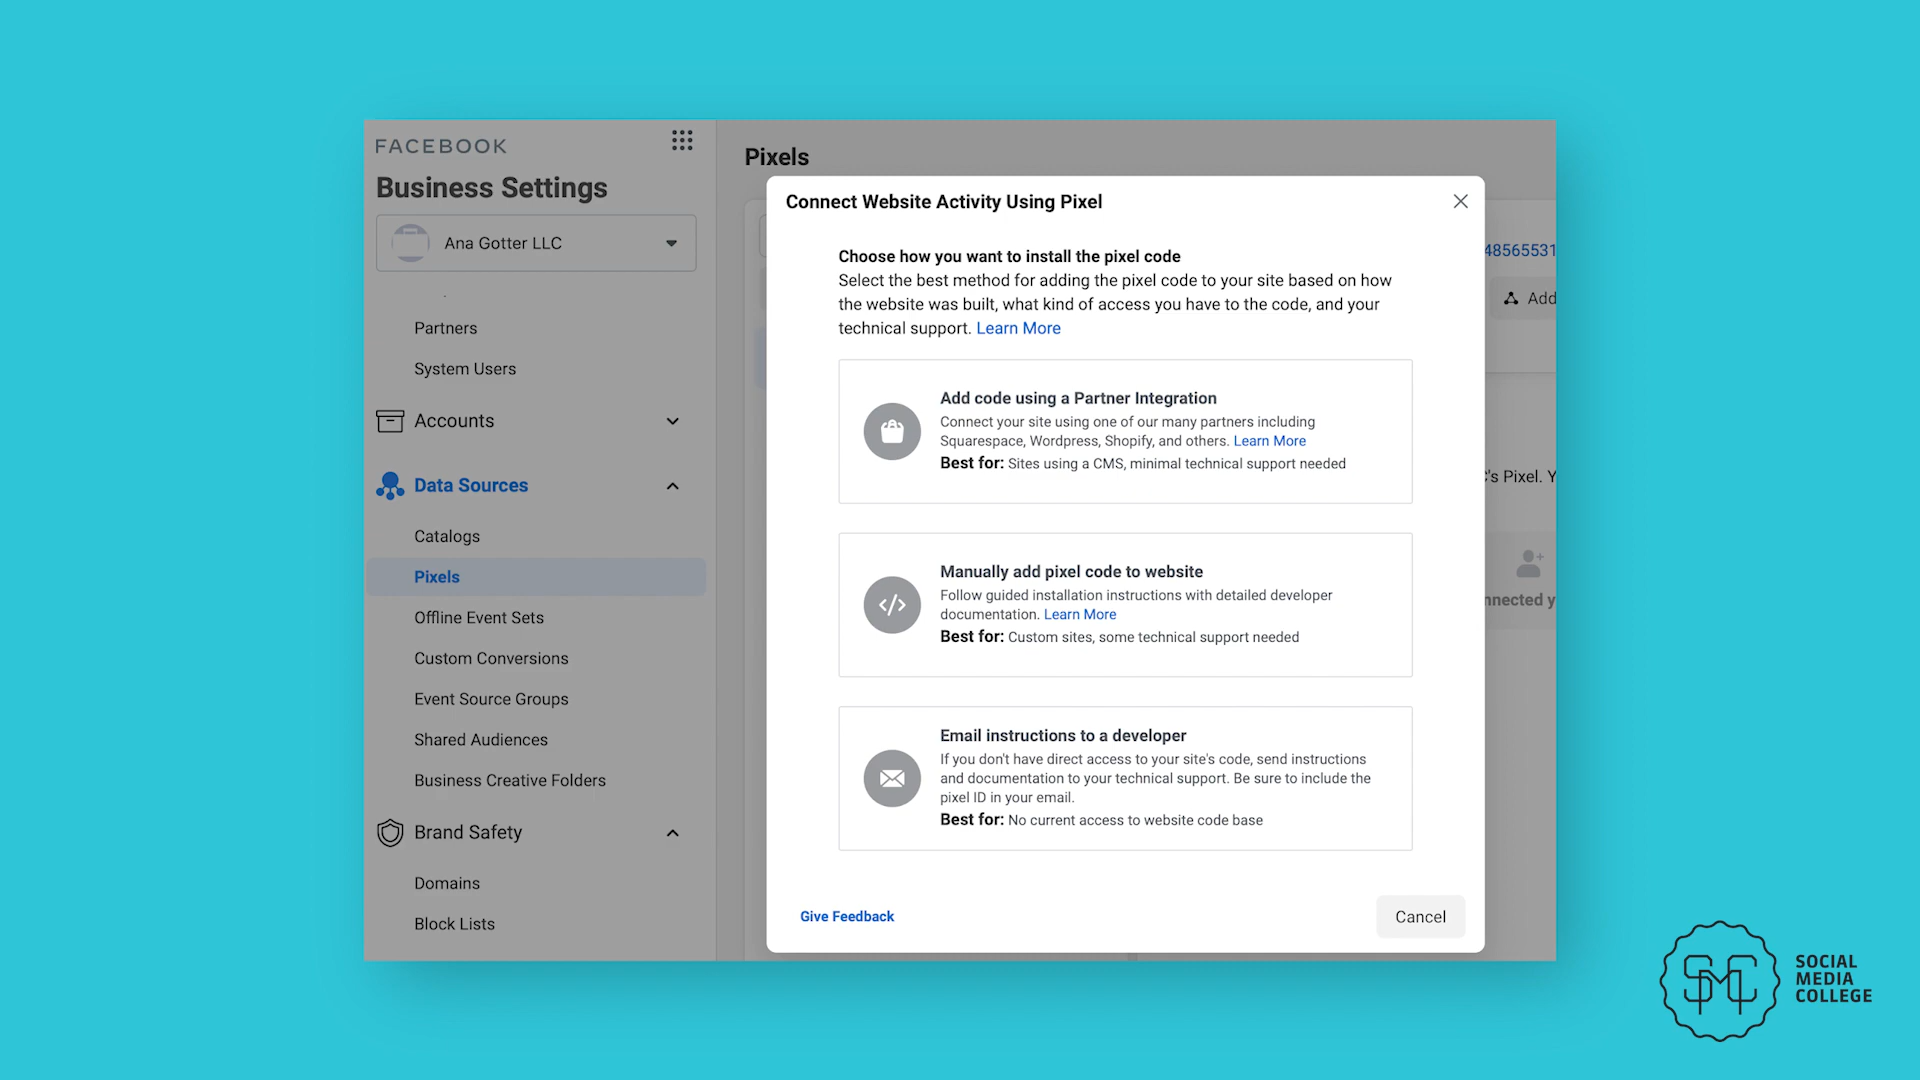 FACEBOOK
Business Settings
Ana Gotter LLC
Partners
System Users
Accounts
Data Sources
Catalogs
Pixels
Offline Event Sets
Custom Conversions
Event Source Groups
Shared Audiences
Business Creative Folders
Brand Safety
Domains
Block Lists
Pixels
Connect Website Activity Using Pixel
Choose how you want to install the pixel code
Select the best method for adding the pixel code to your site based on how
the website was built, what kind of access you have to the code, and your
technical support. Learn More
Add code using a Partner Integration
Connect your site using one of our many partners including
Squarespace, Wordpress, Shopify, and others. Learn More
Best for: Sites using a CMS, minimal technical support needed
Manually add pixel code to website
Follow guided installation instructions with detailed developer
documentation. Learn More
Best for: Custom sites, some technical support needed
Email instructions to a developer
If you don't have direct access to your site's code, send instructions
and documentation to your technical support. Be sure to include the
pixel ID in your email.
Best for: No current access to website code base
Give Feedback
Cancel
48565531
Add
's Pixel. Y
nnected y
SMC
SOCIAL
MEDIA
COLLEGE